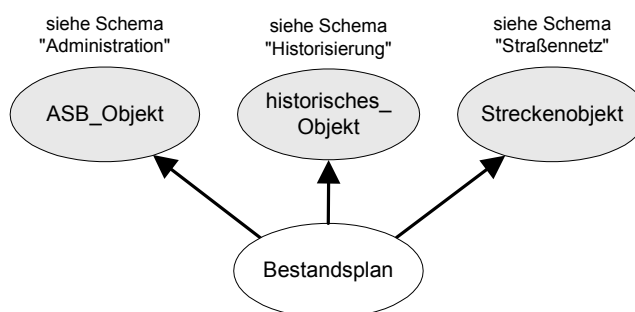 siehe Schema
"Administration"
ASB_Objekt
siehe Schema
"Historisierung"
historisches_
Objekt
siehe Schema
"Straßennetz"
Streckenobjekt
Bestandsplan